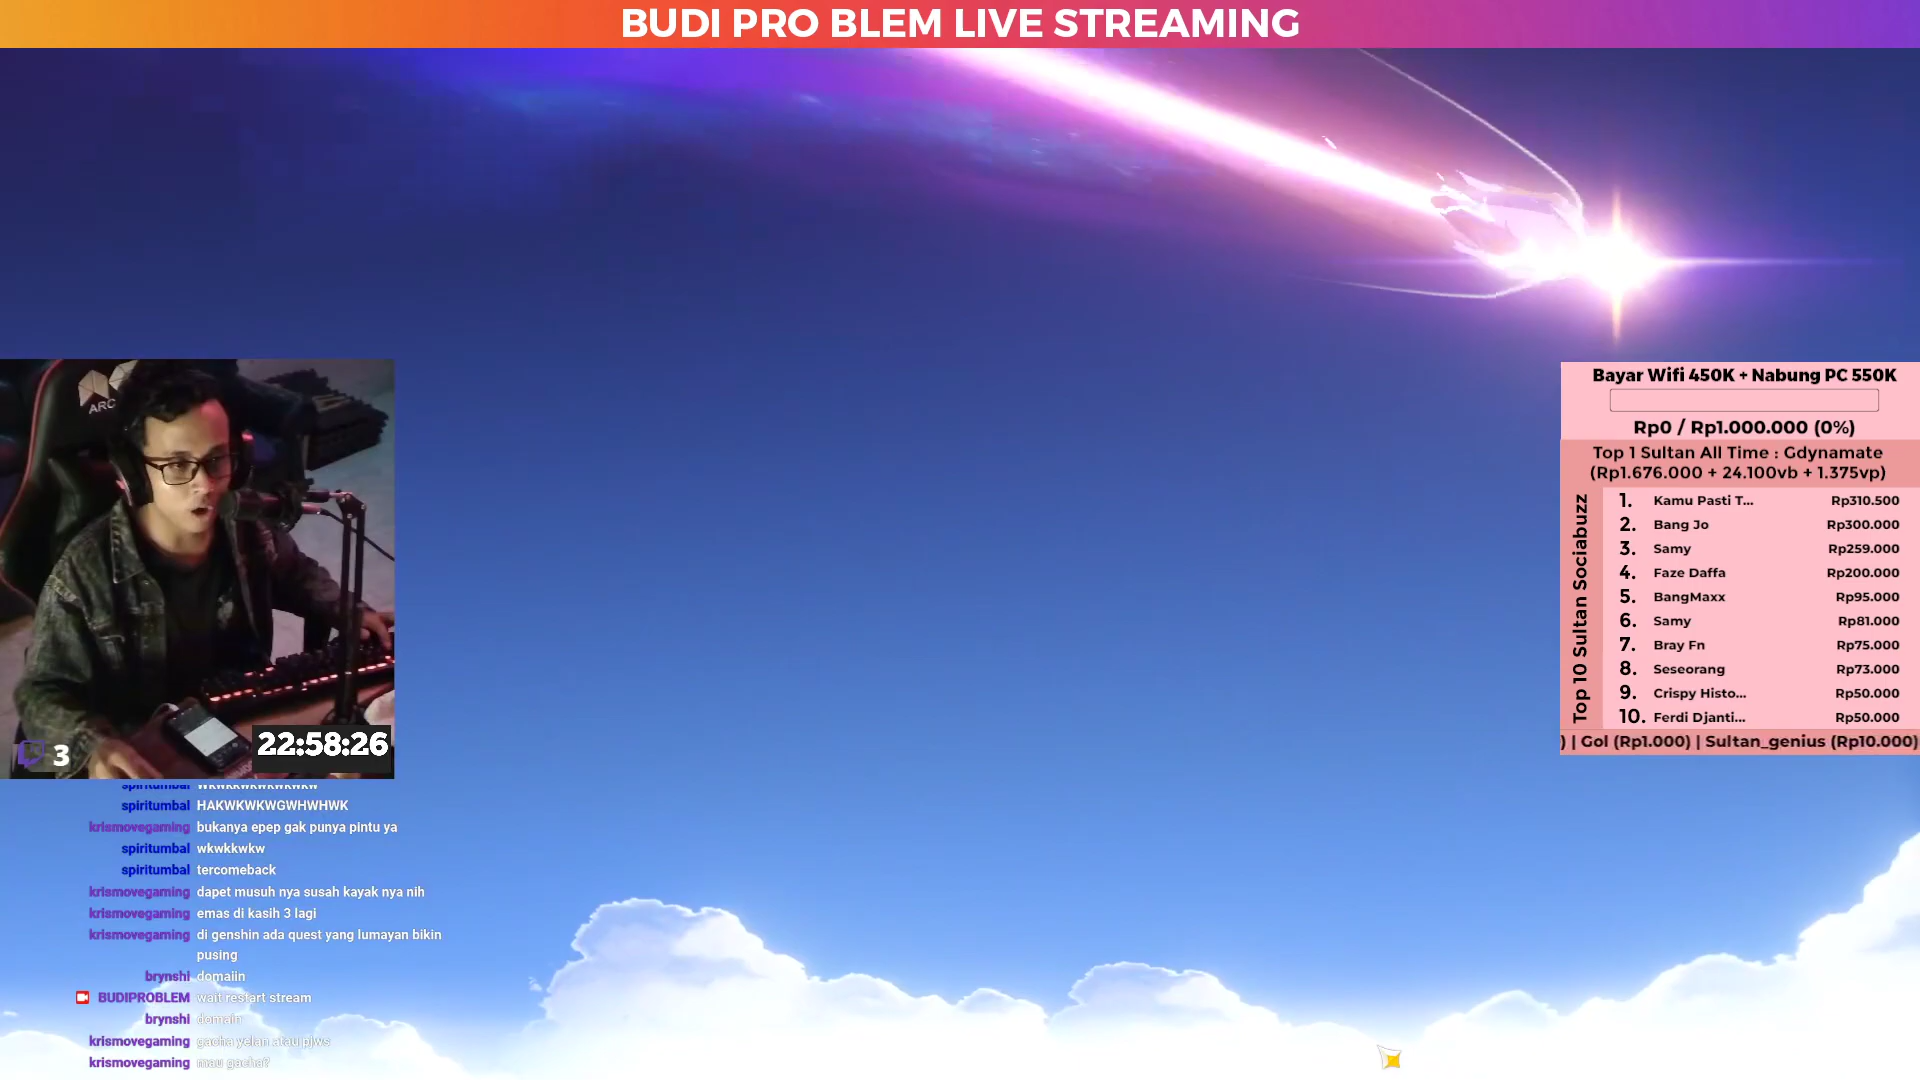 BUDI PRO BLEM LIVE STREAMING
ARC
22:58:26
3
Bayar Wifi 450K + Nabung PC 550K
Rp0 / Rp1.000.000 (0%)
Top 1 Sultan All Time : Gdynamate
(Rp1.676.000 + 24.100vb + 1.375vp)
Top 10 Sultan Sociabuzz
1. Kamu Pasti T... Rp310.500
2. Bang Jo Rp300.000
3. Samy Rp259.000
4. Faze Daffa Rp200.000
5. BangMaxx Rp95.000
6. Samy Rp81.000
7. Bray Fn Rp75.000
8. Seseorang Rp73.000
9. Crispy Histo... Rp50.000
10. Ferdi Djanti... Rp50.000
) | Gol (Rp1.000) | Sultan_genius (Rp10.000)
spiritumbal
spiritumbal HAKWKWKWGWHWHWK
krismovegaming bukanya epep gak punya pintu ya
spiritumbal wkwkkwkw
spiritumbal tercomeback
krismovegaming dapet musuh nya susah kayak nya nih
krismovegaming emas di kasih 3 lagi
krismovegaming di genshin ada quest yang lumayan bikin
pusing
brynshi domaiin
BUDIPROBLEM wait restart stream
brynshi domain
krismovegaming gacha yelan atau pjws
krismovegaming mau gacha?